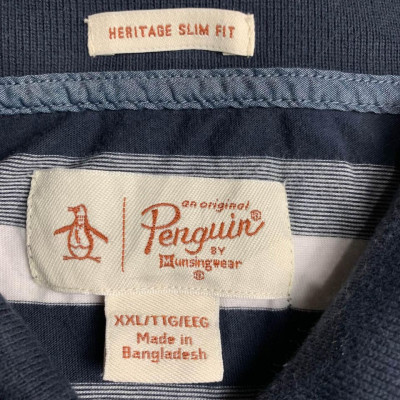 HERITAGE SLIM FIT
an original
Penguin®
BY
Munsingwear
®
XXL/TTG/EEG
Made in
Bangladesh